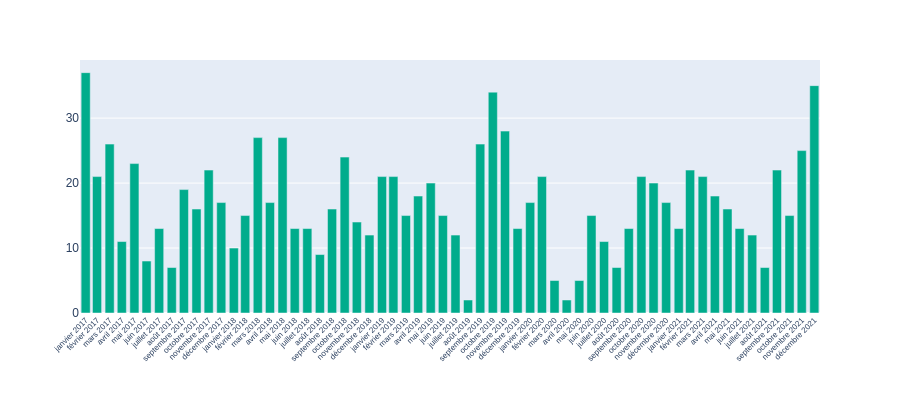 30
20
10
0
janvier 2017
février 2017
mars 2017
avril 2017
mai 2017
juin 2017
juillet 2017
août 2017
septembre 2017
octobre 2017
novembre 2017
décembre 2017
janvier 2018
février 2018
mars 2018
avril 2018
mai 2018
juin 2018
juillet 2018
août 2018
septembre 2018
octobre 2018
novembre 2018
décembre 2018
janvier 2019
février 2019
mars 2019
avril 2019
mai 2019
juin 2019
juillet 2019
août 2019
septembre 2019
octobre 2019
novembre 2019
décembre 2019
janvier 2020
février 2020
mars 2020
avril 2020
mai 2020
juin 2020
juillet 2020
août 2020
septembre 2020
octobre 2020
novembre 2020
décembre 2020
janvier 2021
février 2021
mars 2021
avril 2021
mai 2021
juin 2021
juillet 2021
août 2021
septembre 2021
octobre 2021
novembre 2021
décembre 2021